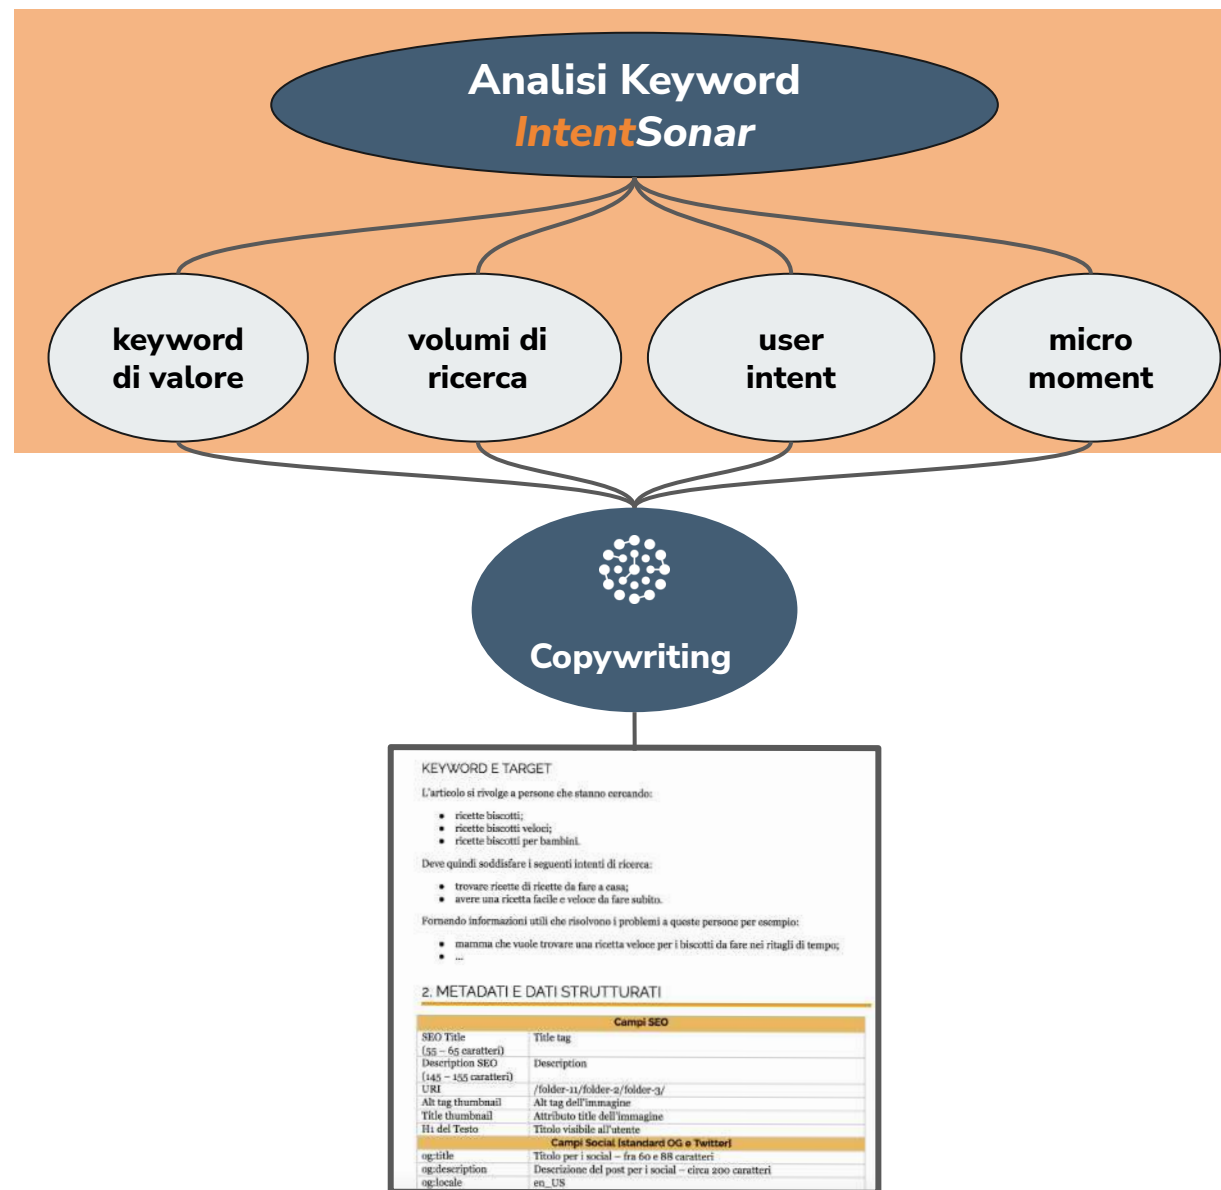 Analisi Keyword
IntentSonar
keyword
di valore
volumi di
ricerca
user
intent
micro
moment
Copywriting
KEYWORD E TARGET
L'articolo si rivolge a persone che stanno cercando:
ricette biscotti;
ricette biscotti veloci;
ricette biscotti per bambini.
Deve quindi soddisfare i seguenti intenti di ricerca:
trovare ricette di ricette da fare a casa;
avere una ricetta facile e veloce da fare subito.
Fornendo informazioni utili che risolvono i problemi a queste persone per esempio:
mamma che vuole trovare una ricetta veloce per i biscotti da fare nei ritagli di tempo;
...
2. METADATI E DATI STRUTTURATI
Campi SEO
SEO Title Title tag
(55 – 65 caratteri)
Description SEO Description
(145 – 155 caratteri)
URI /folder-11/folder-2/folder-3/
Alt tag thumbnail Alt tag dell'immagine
Title thumbnail Attributo title dell'immagine
H1 del Testo Titolo visibile all'utente
Campi Social [standard OG e Twitter]
og:title Titolo per i social – fra 60 e 88 caratteri
og:description Descrizione del post per i social – circa 200 caratteri
og:locale en_US